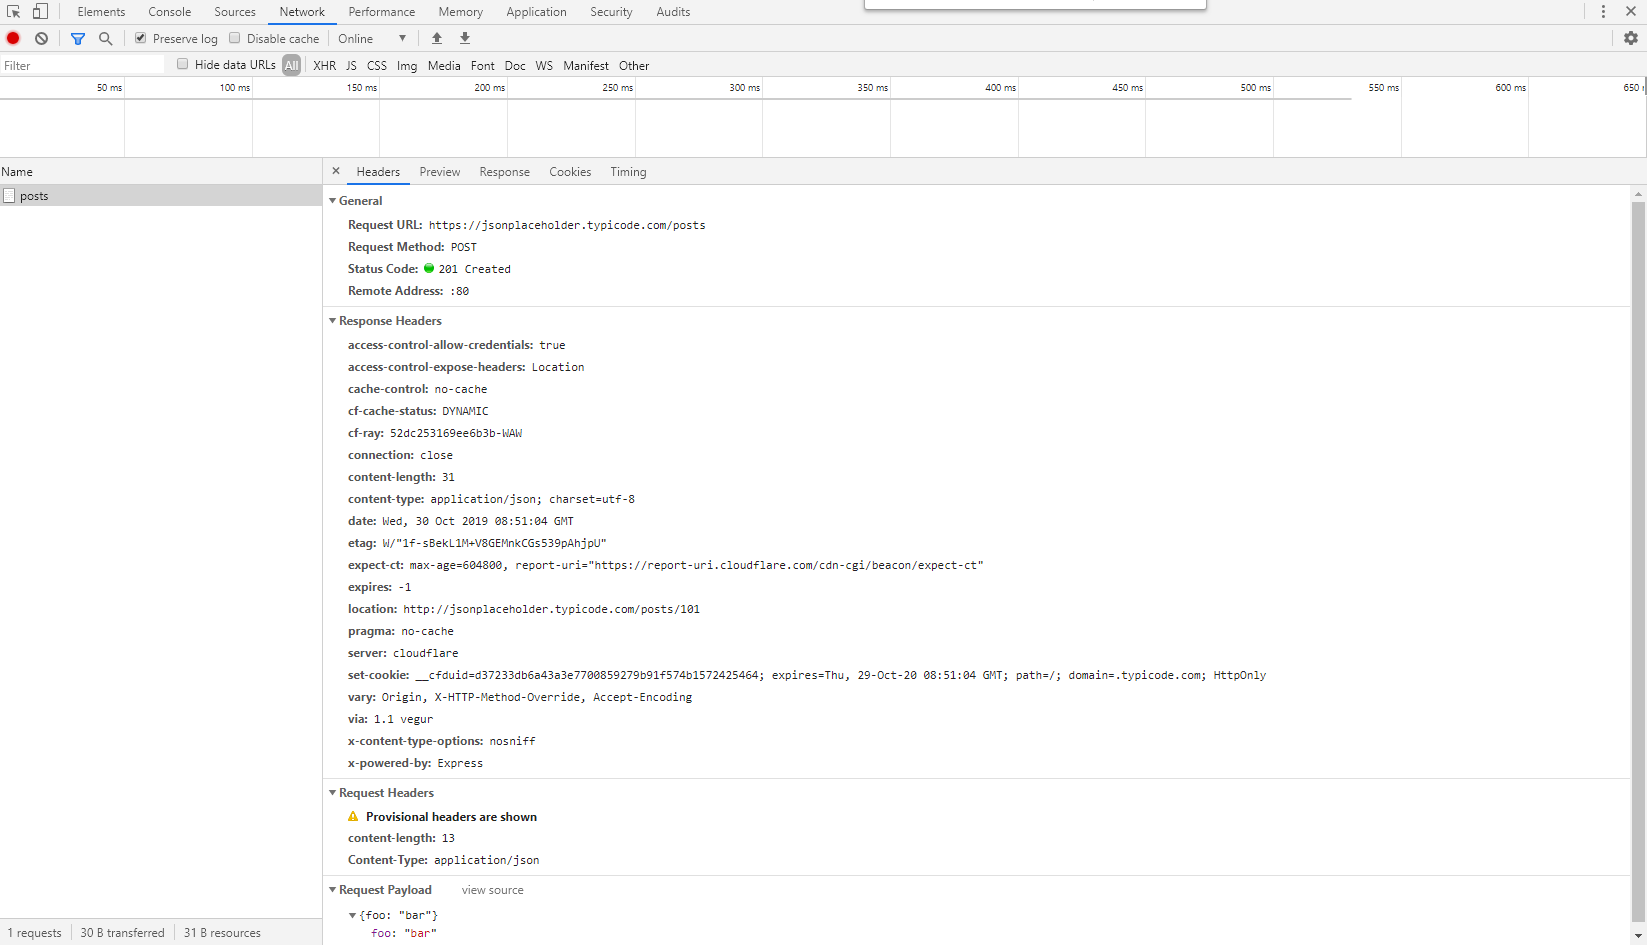 Elements Console Sources Network Performance Memory Application Security Audits
Preserve log Disable cache Online
Filter Hide data URLs All XHR JS CSS Img Media Font Doc WS Manifest Other
50 ms 100 ms 150 ms 200 ms 250 ms 300 ms 350 ms 400 ms 450 ms 500 ms 550 ms 600 ms 650
Name
posts
Headers Preview Response Cookies Timing
General
Request URL: https://jsonplaceholder.typicode.com/posts
Request Method: POST
Status Code: 201 Created
Remote Address: :80
Response Headers
access-control-allow-credentials: true
access-control-expose-headers: Location
cache-control: no-cache
cf-cache-status: DYNAMIC
cf-ray: 52dc253169ee6b3b-WAW
connection: close
content-length: 31
content-type: application/json; charset=utf-8
date: Wed, 30 Oct 2019 08:51:04 GMT
etag: W/"1f-sBekL1M+V8GEMnkCGs539pAhjpU"
expect-ct: max-age=604800, report-uri="https://report-uri.cloudflare.com/cdn-cgi/beacon/expect-ct"
expires: -1
location: http://jsonplaceholder.typicode.com/posts/101
pragma: no-cache
server: cloudflare
set-cookie: __cfduid=d37233db6a43a3e7700859279b91f574b1572425464; expires=Thu, 29-Oct-20 08:51:04 GMT; path=/; domain=.typicode.com; HttpOnly
vary: Origin, X-HTTP-Method-Override, Accept-Encoding
via: 1.1 vegur
x-content-type-options: nosniff
x-powered-by: Express
Request Headers
Provisional headers are shown
content-length: 13
Content-Type: application/json
Request Payload view source
{foo: "bar"}
foo: "bar"
1 requests 30 B transferred 31 B resources